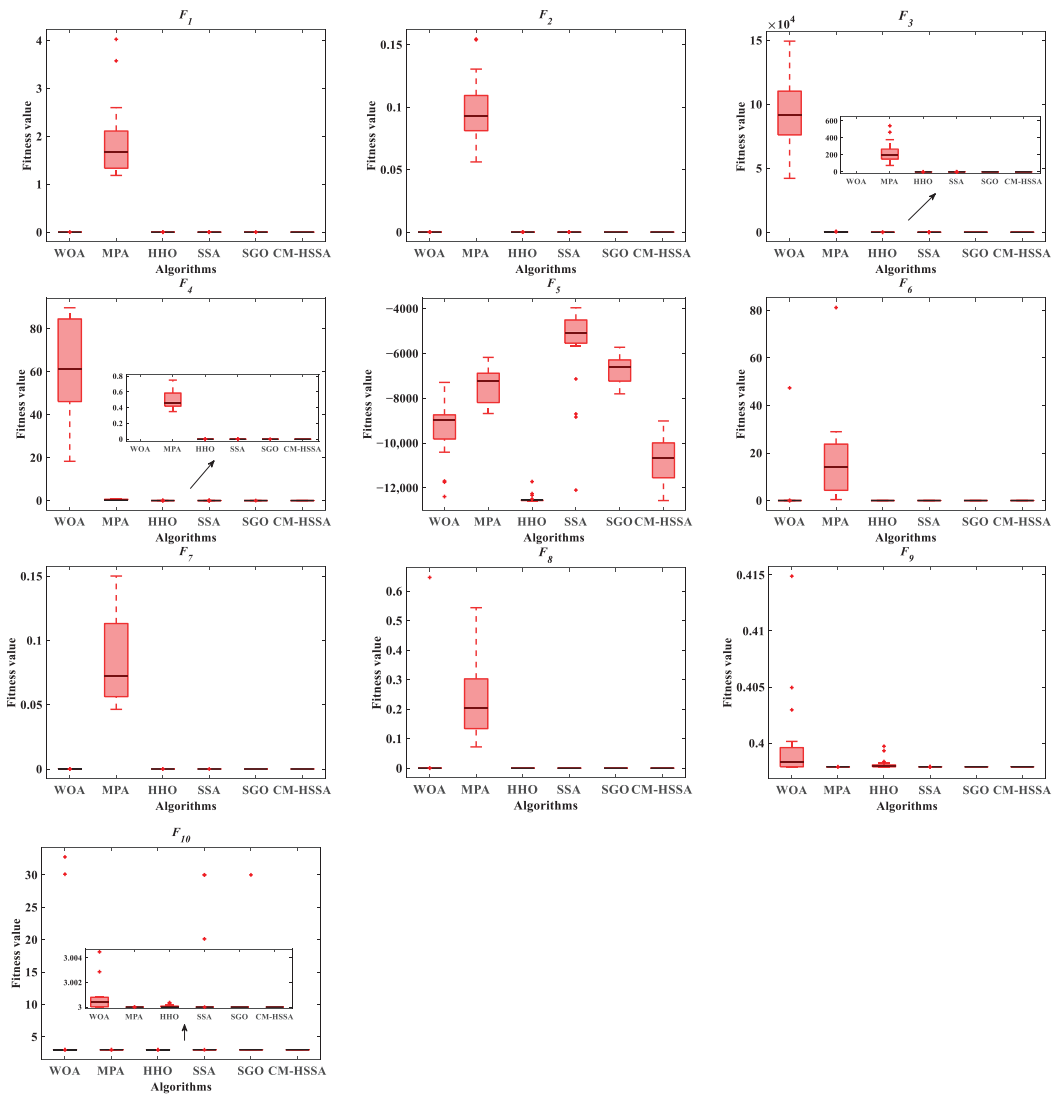 F1
Fitness value
4
3
2
1
0
WOA MPA HHO SSA SGO CM-HSSA
Algorithms
F2
Fitness value
0.15
0.1
0.05
0
WOA MPA HHO SSA SGO CM-HSSA
Algorithms
F3
×10^4
Fitness value
15
10
5
0
600
400
200
0
WOA MPA HHO SSA SGO CM-HSSA
WOA MPA HHO SSA SGO CM-HSSA
Algorithms
F4
Fitness value
80
60
40
20
0
0.8
0.6
0.4
0.2
0
WOA MPA HHO SSA SGO CM-HSSA
WOA MPA HHO SSA SGO CM-HSSA
Algorithms
F5
Fitness value
−4000
−6000
−8000
−10,000
−12,000
WOA MPA HHO SSA SGO CM-HSSA
Algorithms
F6
Fitness value
80
60
40
20
0
WOA MPA HHO SSA SGO CM-HSSA
Algorithms
F7
Fitness value
0.15
0.1
0.05
0
WOA MPA HHO SSA SGO CM-HSSA
Algorithms
F8
Fitness value
0.6
0.5
0.4
0.3
0.2
0.1
0
WOA MPA HHO SSA SGO CM-HSSA
Algorithms
F9
Fitness value
0.415
0.41
0.405
0.4
WOA MPA HHO SSA SGO CM-HSSA
Algorithms
F10
Fitness value
30
25
20
15
10
5
3.004
3.002
3
WOA MPA HHO SSA SGO CM-HSSA
WOA MPA HHO SSA SGO CM-HSSA
Algorithms